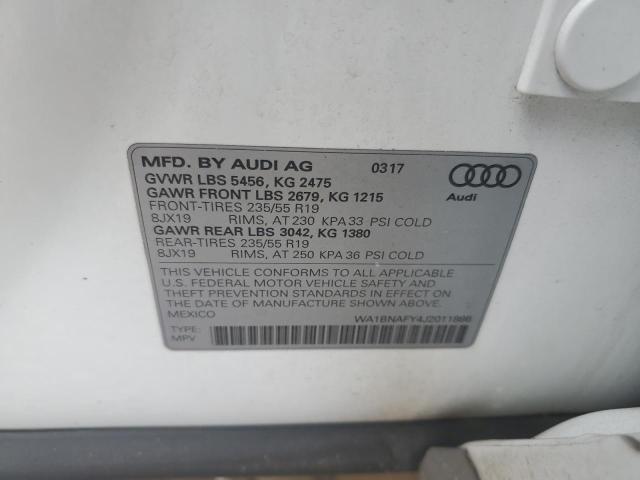 MFD. BY AUDI AG 0317
GVWR LBS 5456, KG 2475
GAWR FRONT LBS 2679, KG 1215
FRONT-TIRES 235/55 R19
8JX19 RIMS, AT 230 KPA 33 PSI COLD
GAWR REAR LBS 3042, KG 1380
REAR-TIRES 235/55 R19
8JX19 RIMS, AT 250 KPA 36 PSI COLD
Audi
THIS VEHICLE CONFORMS TO ALL APPLICABLE
U.S. FEDERAL MOTOR VEHICLE SAFETY AND
THEFT PREVENTION STANDARDS IN EFFECT ON
THE DATE OF MANUFACTURE SHOWN ABOVE.
MEXICO WA1BNAFY4J2011886
TYPE:
MPV